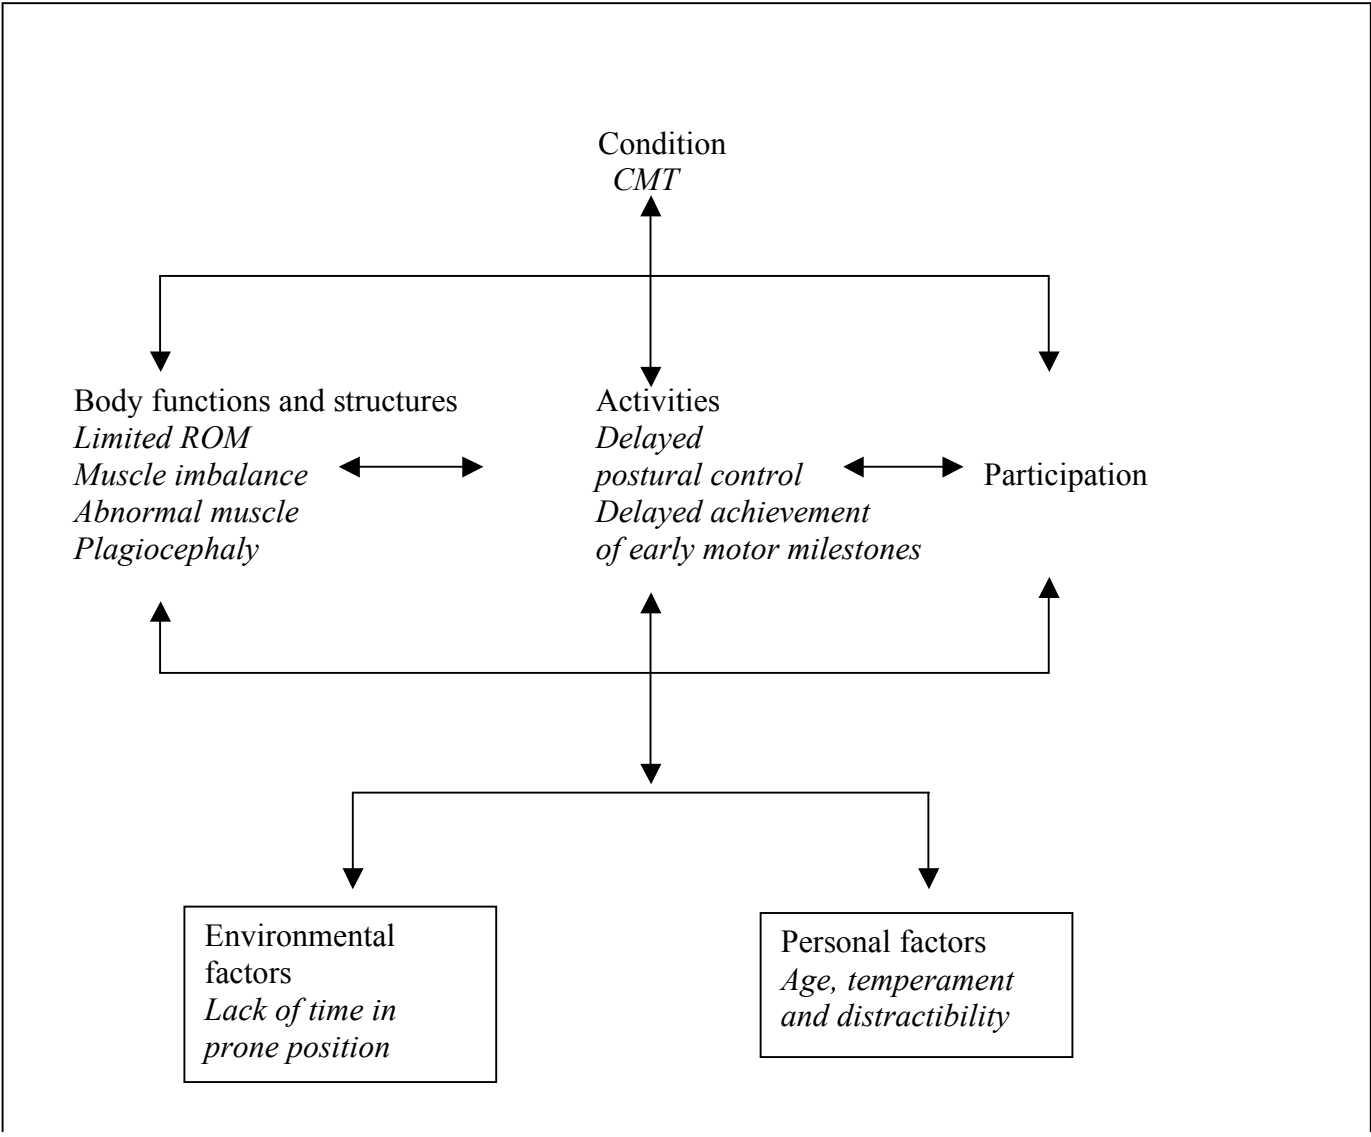 Condition
CMT
Body functions and structures
Limited ROM
Muscle imbalance
Abnormal muscle
Plagiocephaly
Activities
Delayed
postural control
Delayed achievement
of early motor milestones
Participation
Environmental
factors
Lack of time in
prone position
Personal factors
Age, temperament
and distractibility